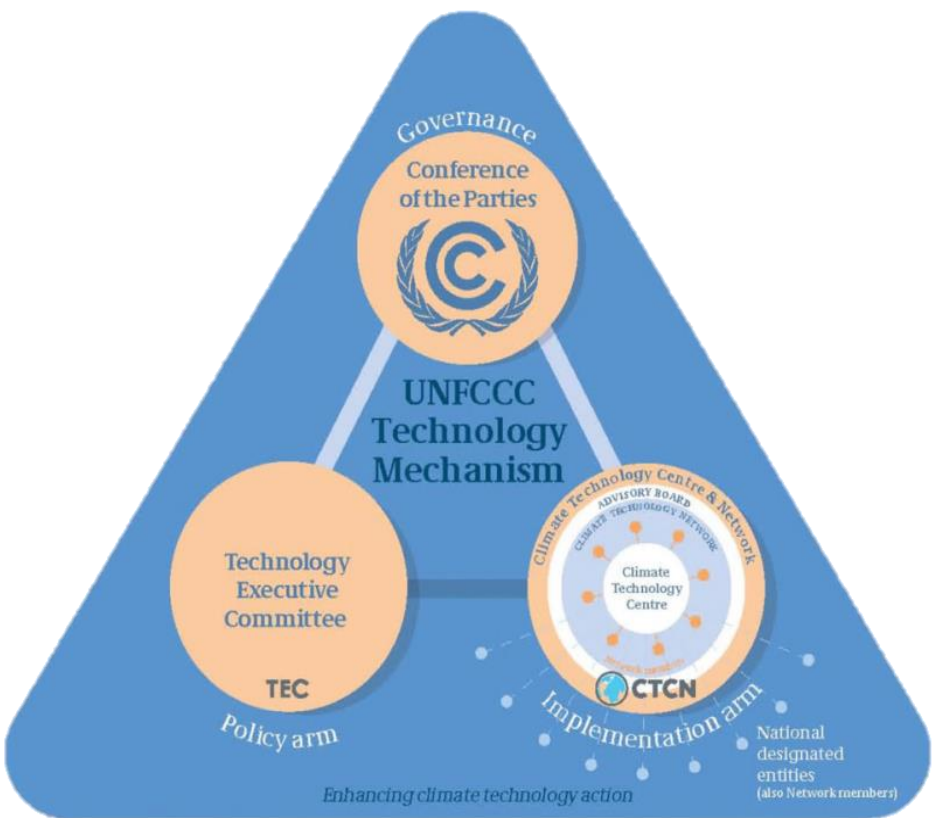 Governance
Conference
of the Parties
UNFCCC
Technology
Mechanism
Technology
Executive
Committee
TEC
Policy arm
Climate Technology Centre & Network
ADVISORY BOARD
CLIMATE TECHNOLOGY NETWORK
Climate
Technology
Centre
Network members
CTCN
Implementation arm
National
designated
entities
(also Network members)
Enhancing climate technology action